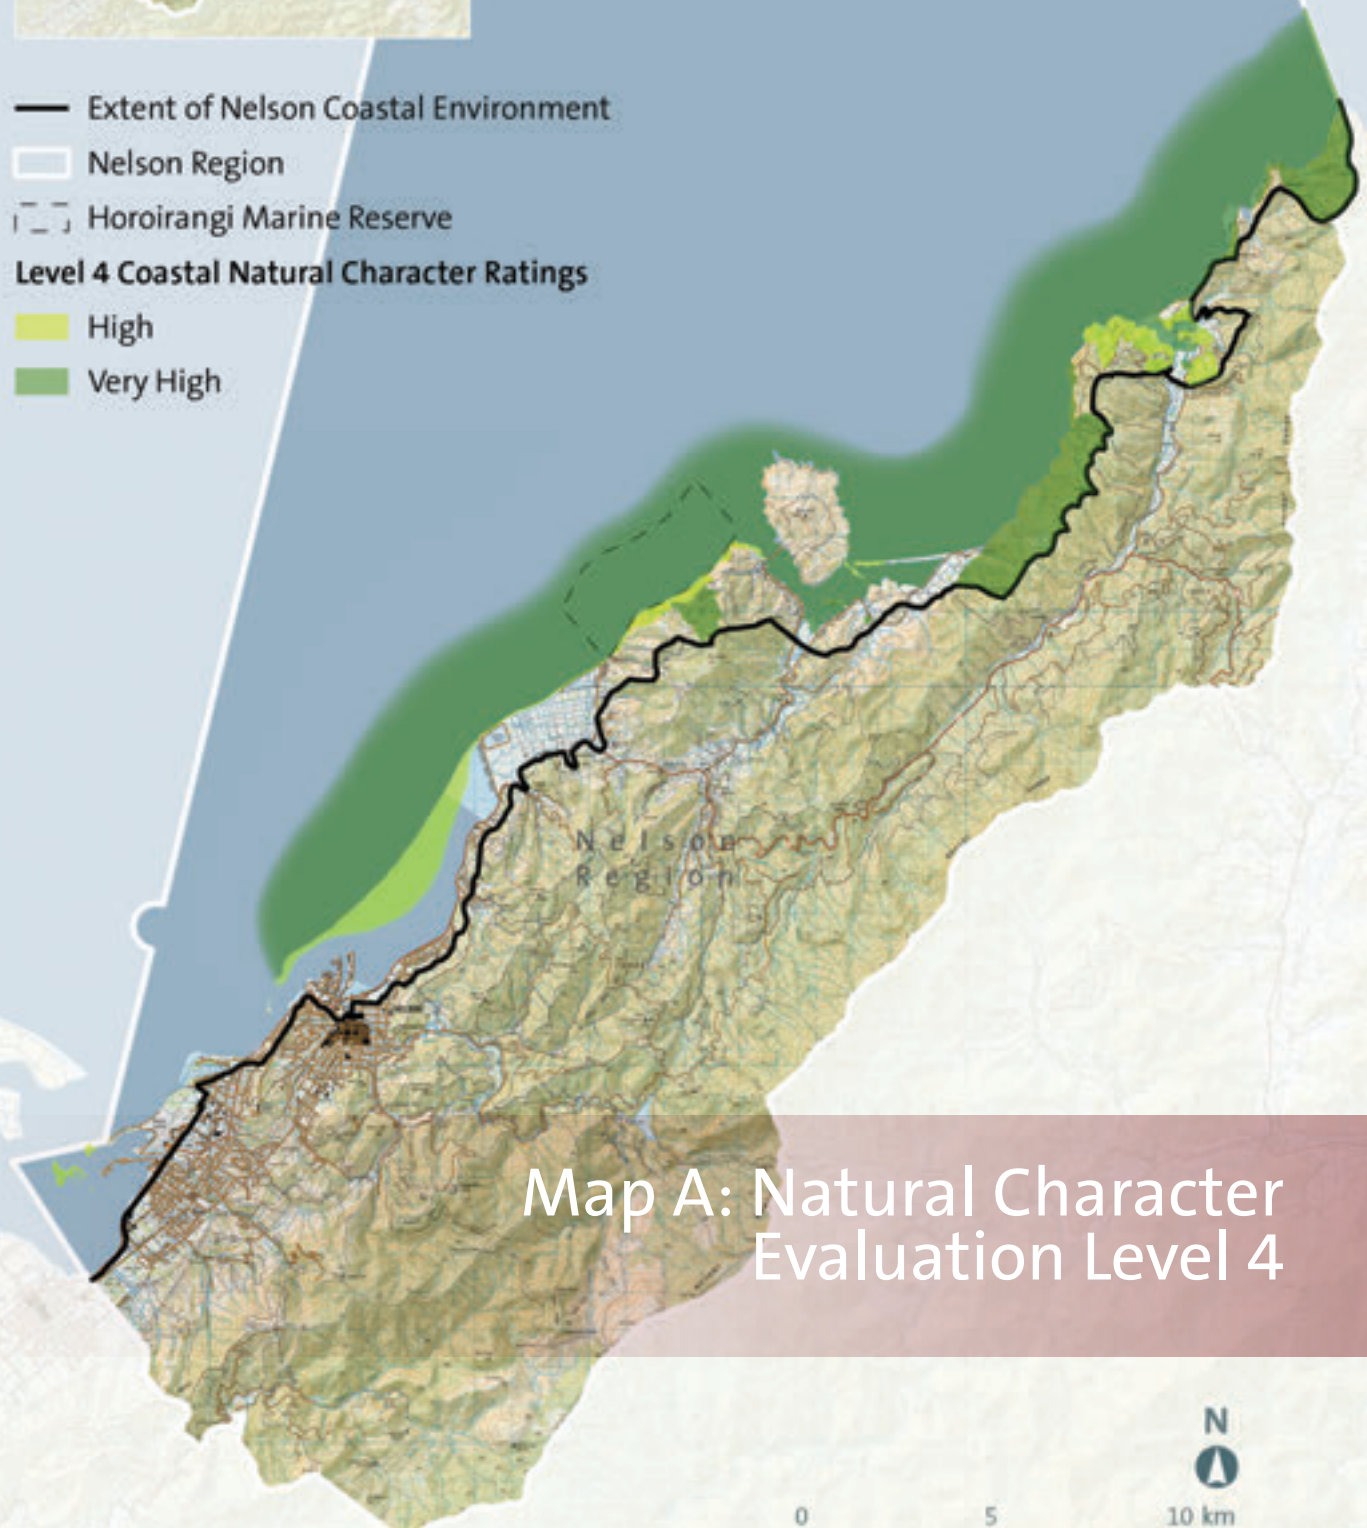 Extent of Nelson Coastal Environment
Nelson Region
Horoirangi Marine Reserve
Level 4 Coastal Natural Character Ratings
High
Very High
Nelson
Region
Map A: Natural Character
Evaluation Level 4
N
0 5 10 km